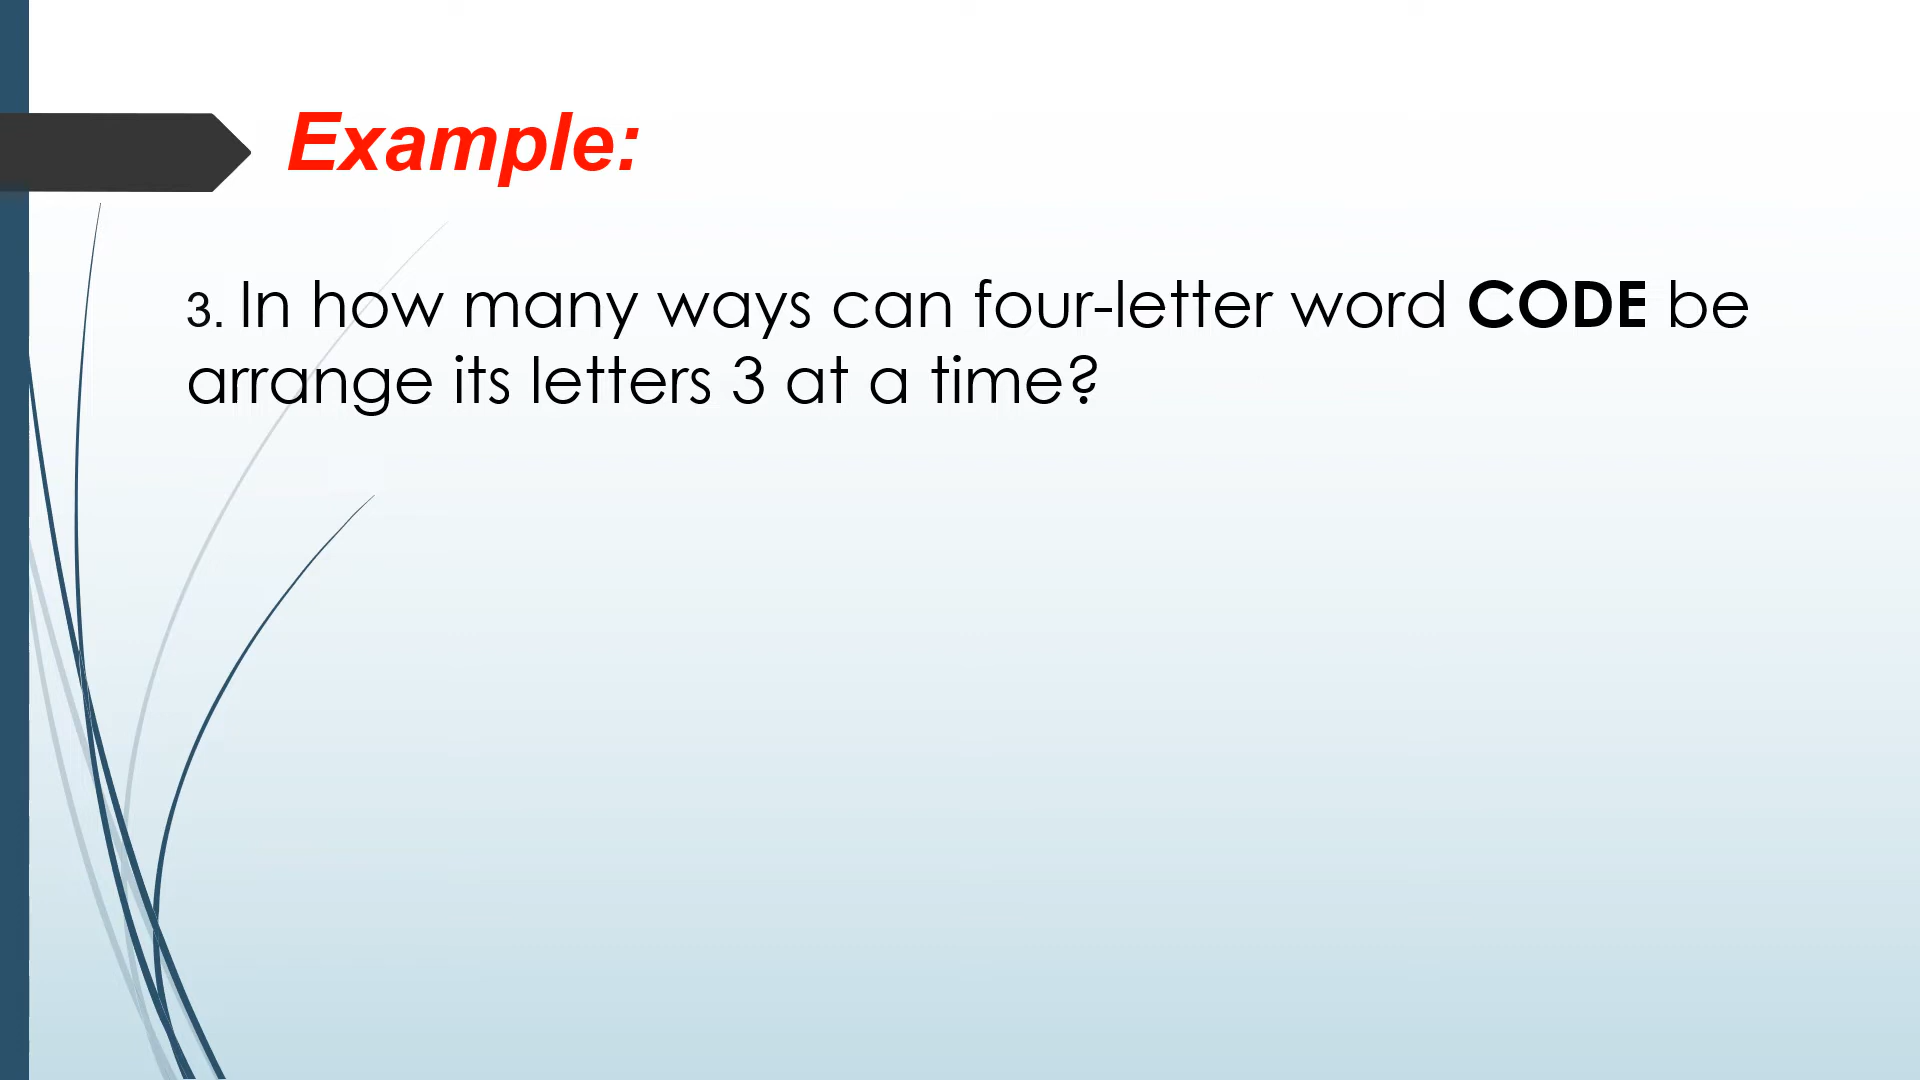 Example:
3. In how many ways can four-letter word CODE be
arrange its letters 3 at a time?